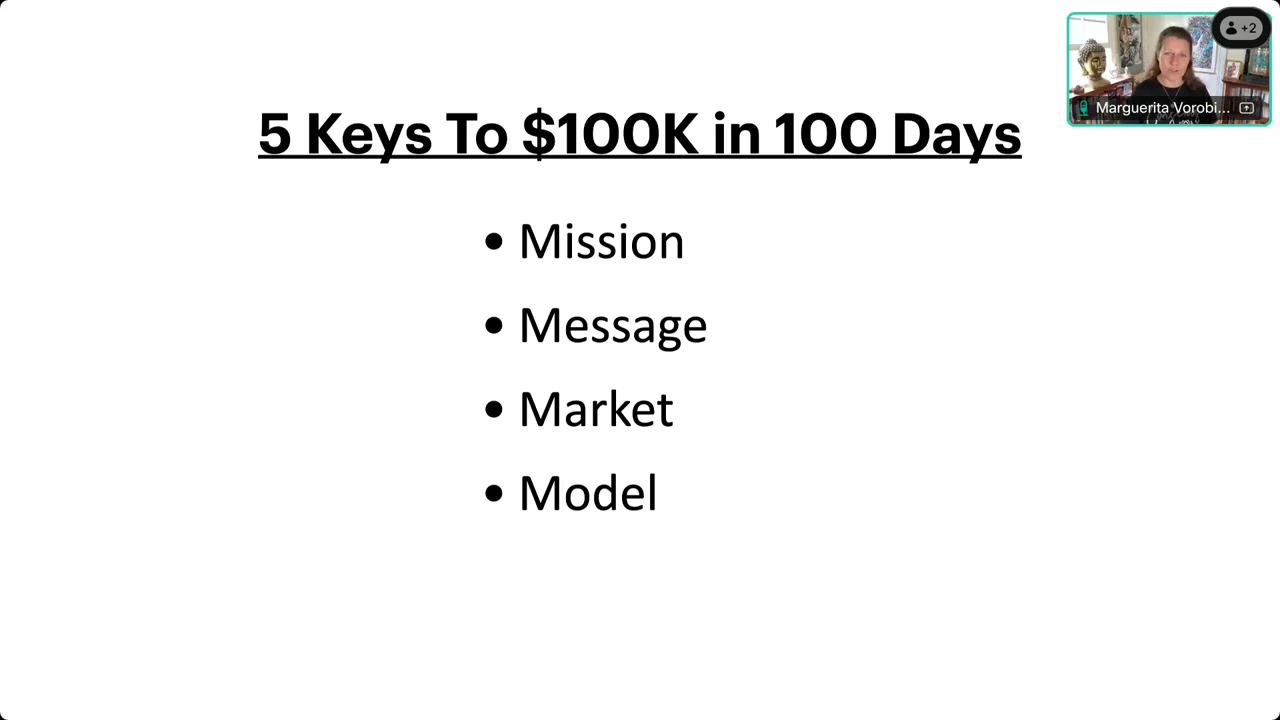 5 Keys To $100K in 100 Days
• Mission
• Message
• Market
• Model
+2
Marguerita Vorobi...